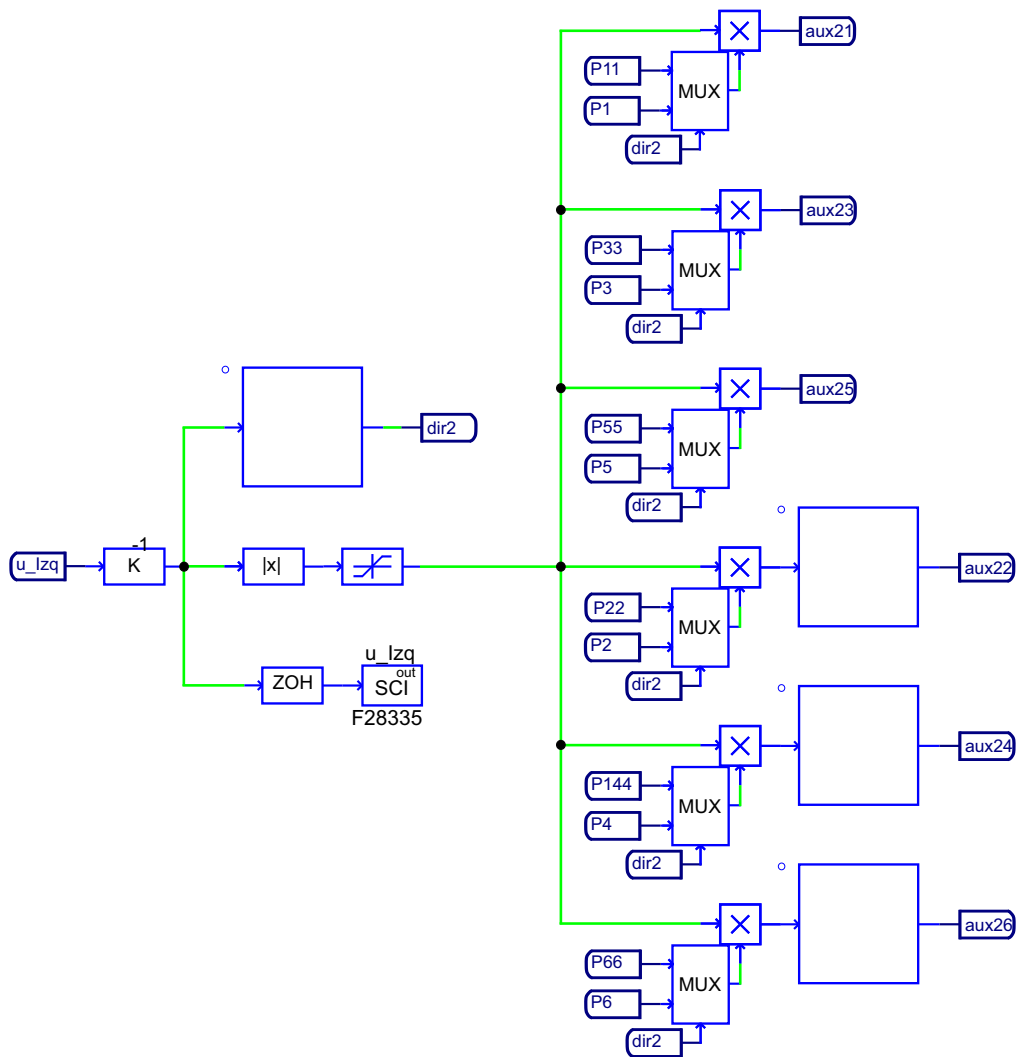 aux21
P11
MUX
P1
dir2
aux23
P33
MUX
P3
dir2
aux25
P55
MUX
P5
dir2
dir2
u_Izq
-1
K
|x|
aux22
P22
MUX
P2
dir2
ZOH
u_Izq
out
SCI
F28335
aux24
P144
MUX
P4
dir2
aux26
P66
MUX
P6
dir2